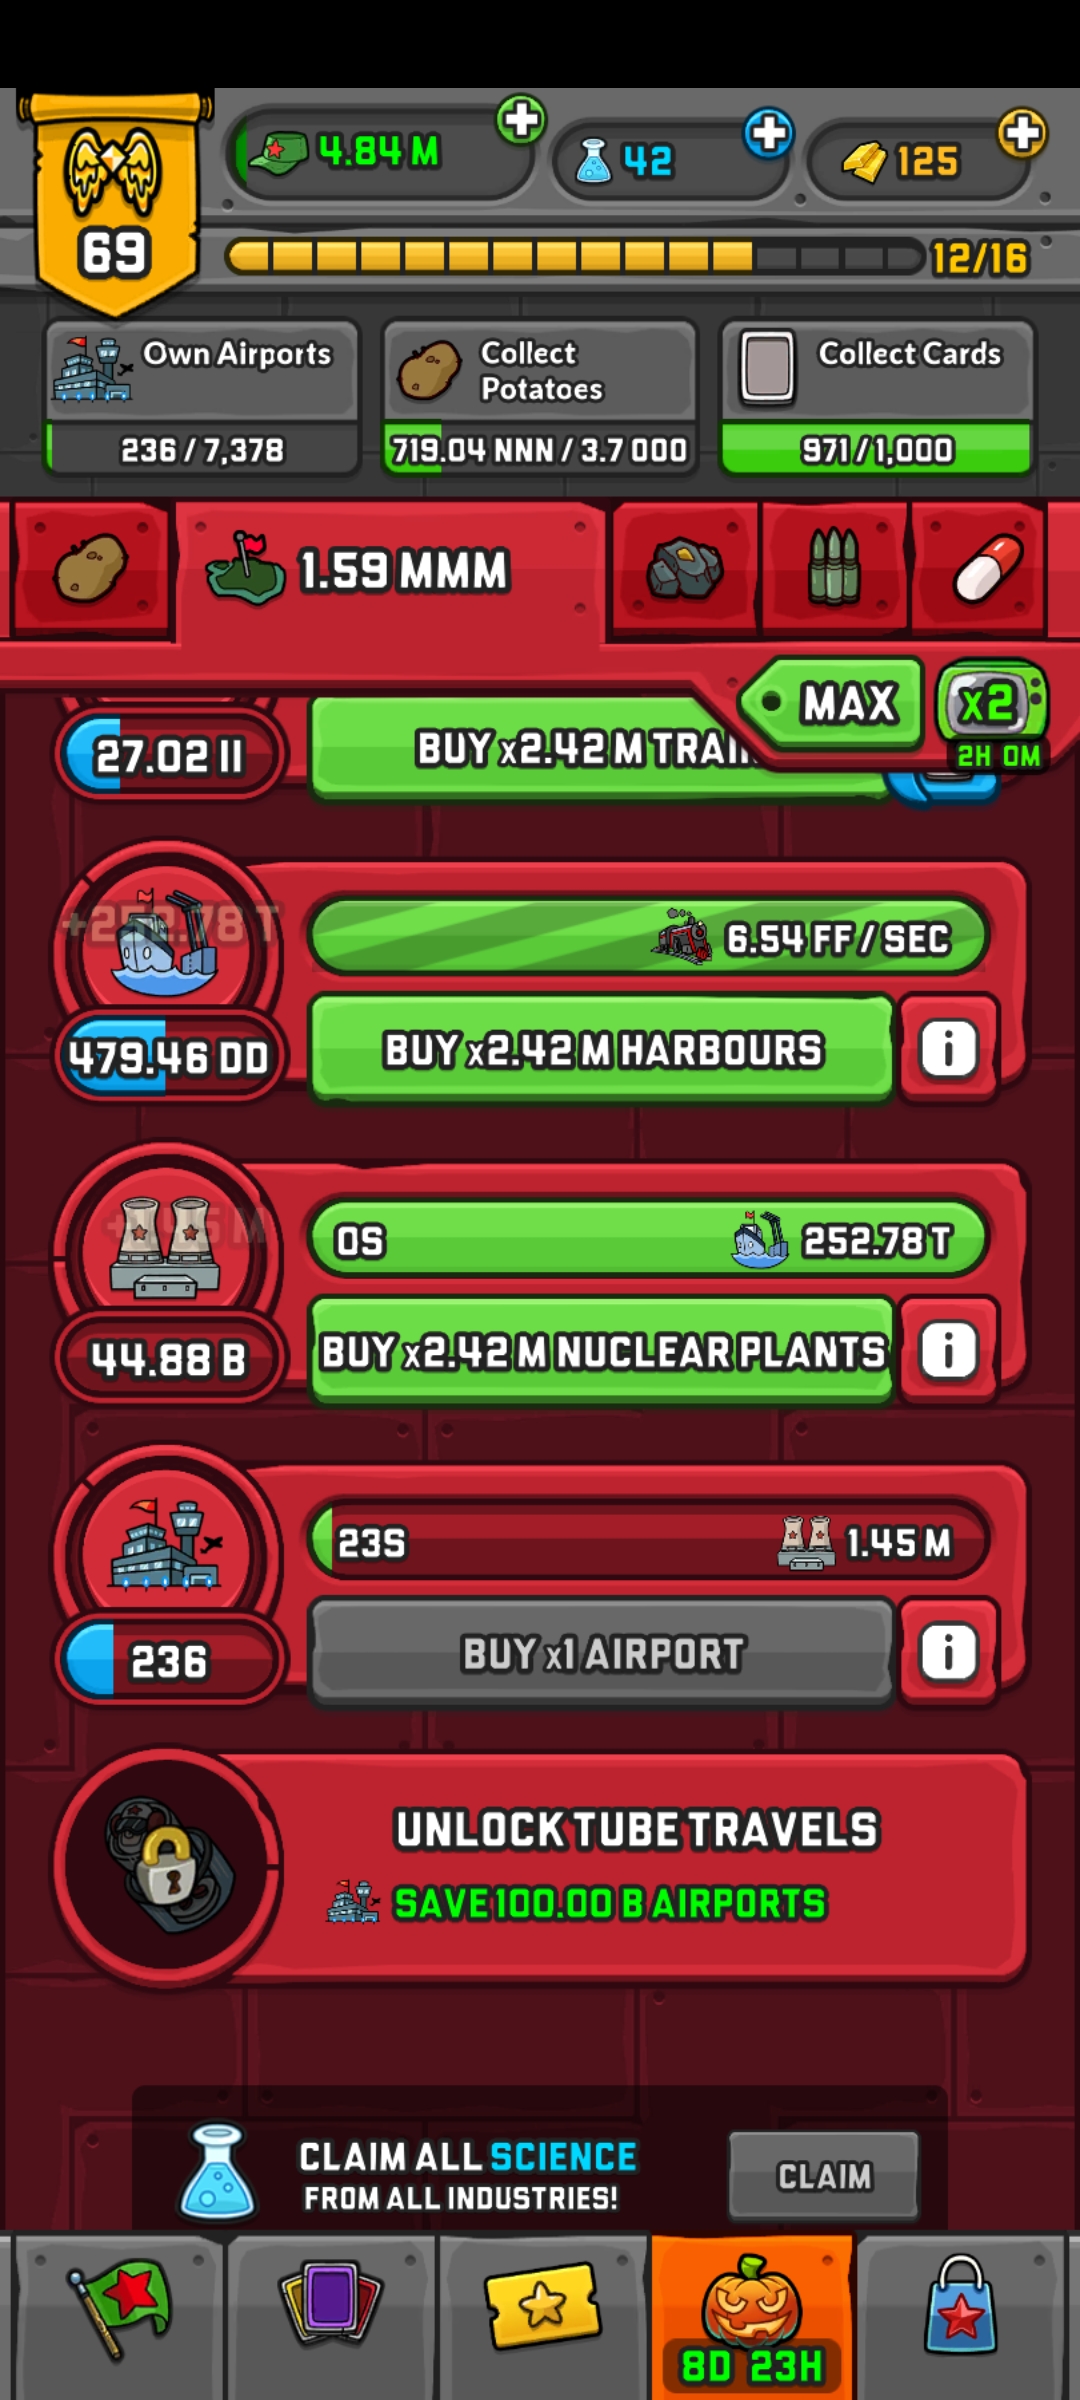 4.84 M
42
125
69
12/16
Own Airports
236 / 7,378
Collect
Potatoes
719.04 NNN / 3.7 OOO
Collect Cards
971 / 1,000
1.59 MMM
MAX
x2
2H 0M
27.02 II
BUY x2.42 M
+252.78 T
6.54 FF / SEC
479.46 DD
BUY x2.42 M HARBOURS
i
0S
252.78 T
44.88 B
BUY x2.42 M NUCLEAR PLANTS
i
23S
1.45 M
236
BUY x1 AIRPORT
i
UNLOCK TUBE TRAVELS
SAVE 100.00 B AIRPORTS
CLAIM ALL SCIENCE
FROM ALL INDUSTRIES!
CLAIM
8D 23H